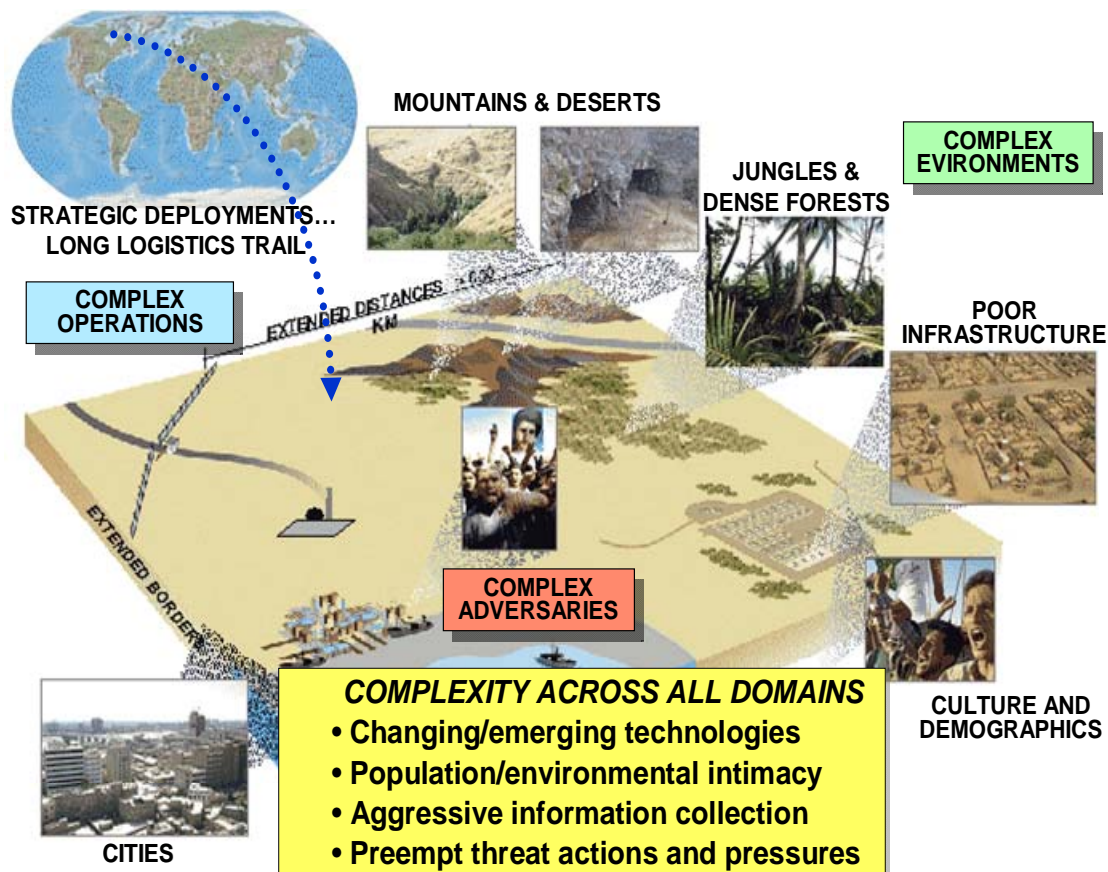 MOUNTAINS & DESERTS
COMPLEX
EVIRONMENTS
JUNGLES &
DENSE FORESTS
STRATEGIC DEPLOYMENTS…
LONG LOGISTICS TRAIL
COMPLEX
OPERATIONS
EXTENDED DISTANCES
KM
POOR
INFRASTRUCTURE
EXTENDED BORDERS
COMPLEX
ADVERSARIES
CULTURE AND
DEMOGRAPHICS
CITIES
COMPLEXITY ACROSS ALL DOMAINS
• Changing/emerging technologies
• Population/environmental intimacy
• Aggressive information collection
• Preempt threat actions and pressures